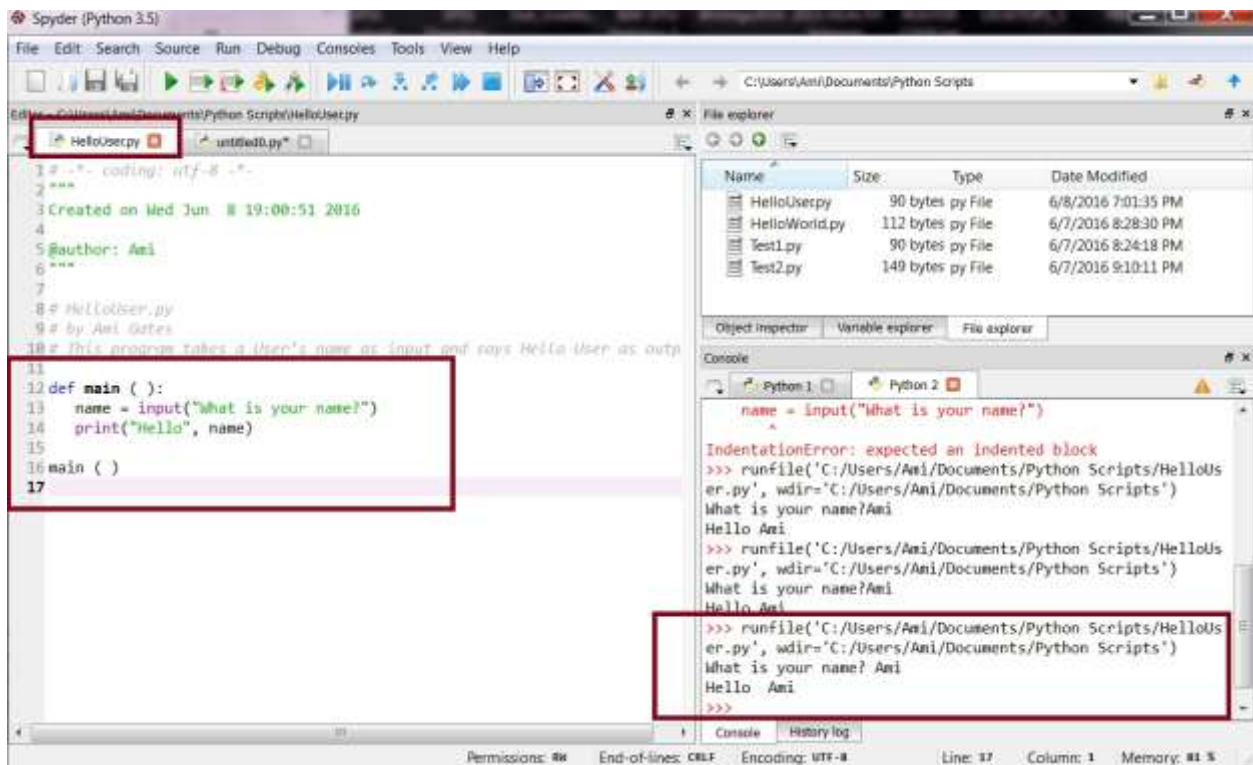 Spyder (Python 3.5)
File Edit Search Source Run Debug Consoles Tools View Help
C:\Users\Ami\Documents\Python Scripts
Editor - C:\Users\Ami\Documents\Python Scripts\HelloUser.py
HelloUser.py
untitled0.py*
1 # -*- coding: utf-8 -*-
2 """
3 Created on Wed Jun 8 19:00:51 2016
4
5 @author: Ami
6 """
7
8 # HelloUser.py
9 # by Ami Gates
10 # This program takes a User's name as input and says Hello User as outp
11
12 def main ( ):
13 name = input("What is your name?")
14 print("Hello", name)
15
16 main ( )
17
File explorer
Name Size Type Date Modified
HelloUser.py 90 bytes py File 6/8/2016 7:01:35 PM
HelloWorld.py 112 bytes py File 6/7/2016 8:28:30 PM
Test1.py 90 bytes py File 6/7/2016 8:24:18 PM
Test2.py 149 bytes py File 6/7/2016 9:10:11 PM
Object inspector Variable explorer File explorer
Console
Python 1 Python 2
name = input("What is your name?")
^
IndentationError: expected an indented block
>>> runfile('C:/Users/Ami/Documents/Python Scripts/HelloUs
er.py', wdir='C:/Users/Ami/Documents/Python Scripts')
What is your name?Ami
Hello Ami
>>> runfile('C:/Users/Ami/Documents/Python Scripts/HelloUs
er.py', wdir='C:/Users/Ami/Documents/Python Scripts')
What is your name?Ami
Hello Ami
>>> runfile('C:/Users/Ami/Documents/Python Scripts/HelloUs
er.py', wdir='C:/Users/Ami/Documents/Python Scripts')
What is your name? Ami
Hello  Ami
>>>
Console History log
Permissions: RW End-of-lines: CRLF Encoding: UTF-8 Line: 17 Column: 1 Memory: 81 %